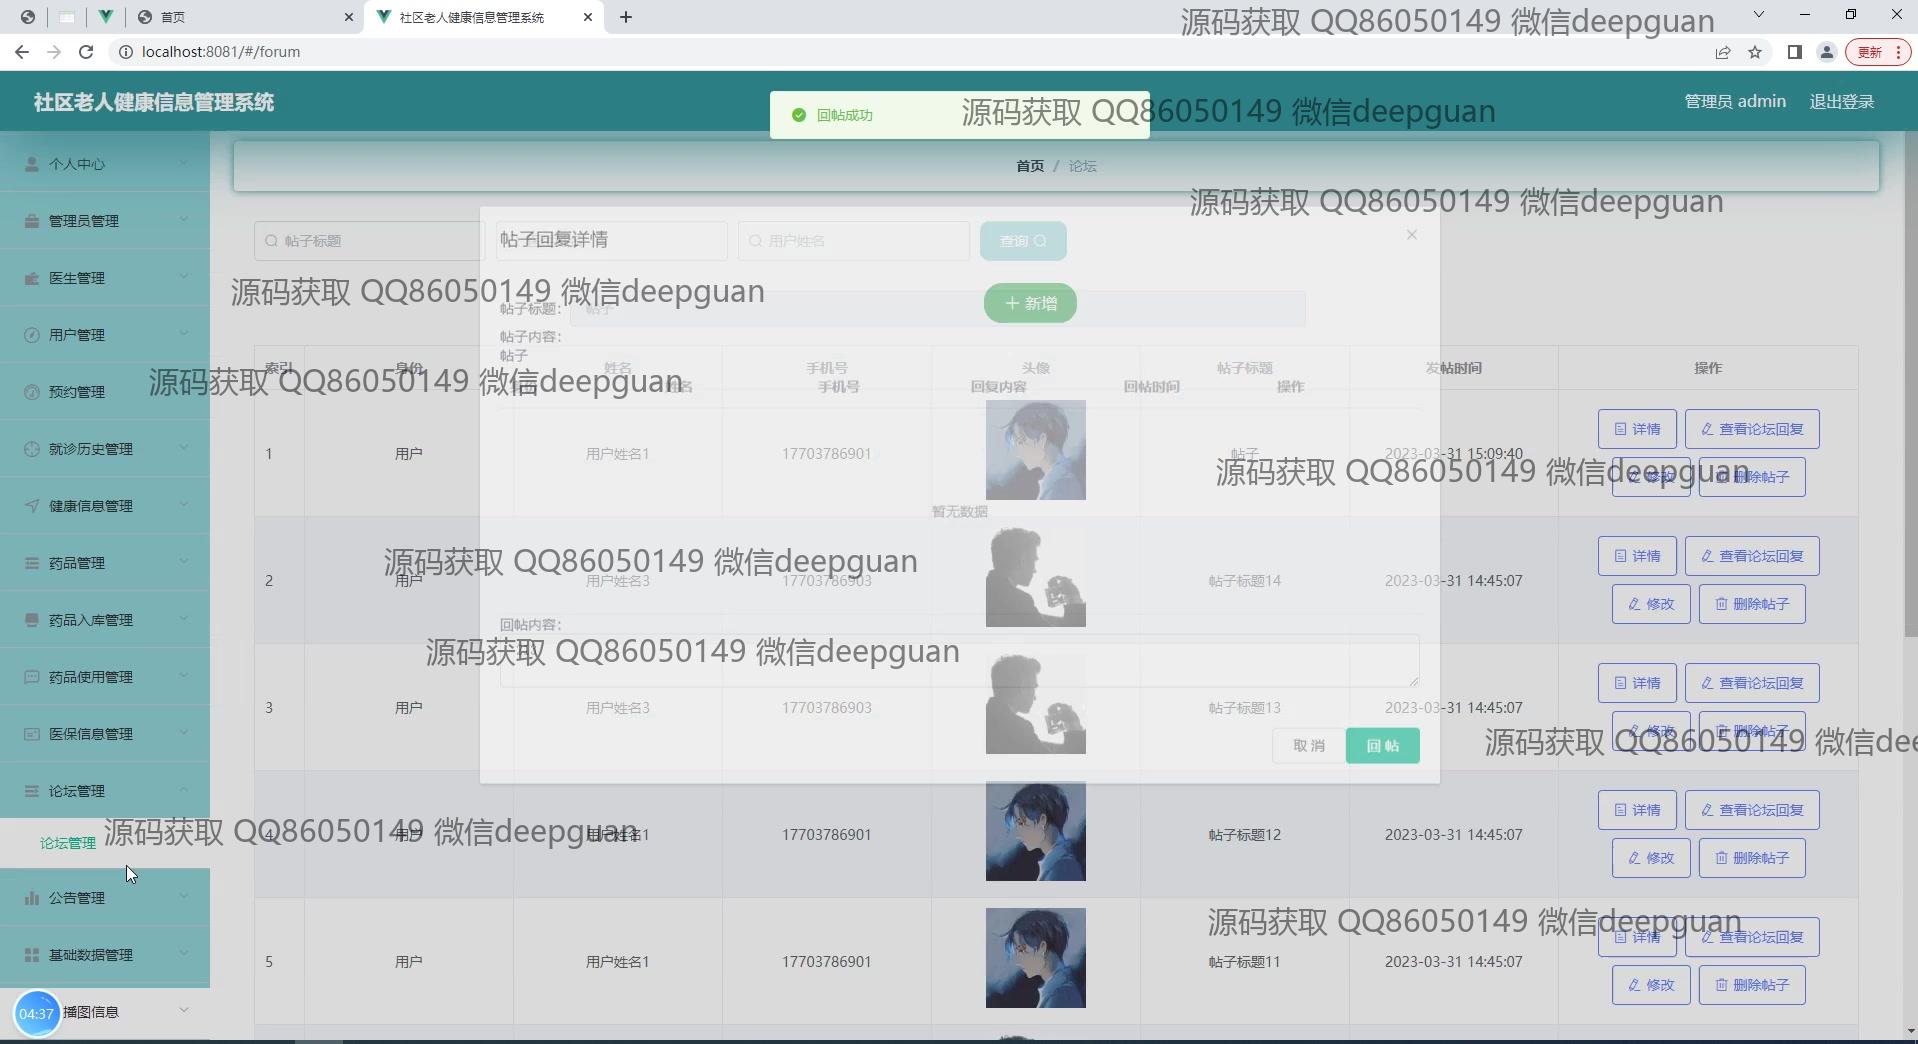 首页
社区老人健康信息管理系统
源码获取 QQ86050149 微信deepguan
localhost:8081/#/forum
更新
社区老人健康信息管理系统
回帖成功
源码获取 QQ86050149 微信deepguan
管理员 admin
退出登录
首页 / 论坛
源码获取 QQ86050149 微信deepguan
个人中心
管理员管理
医生管理
用户管理
预约管理
就诊历史管理
健康信息管理
药品管理
药品入库管理
药品使用管理
医保信息管理
论坛管理
论坛管理
公告管理
基础数据管理
播图信息
04:37
帖子标题
用户姓名
查询
帖子回复详情
源码获取 QQ86050149 微信deepguan
帖子标题:
帖子
新增
帖子内容:
帖子
索引 身份 姓名 手机号 头像 帖子标题 发帖时间 操作
姓名 手机号 回复内容 回帖时间 操作
源码获取 QQ86050149 微信deepguan
1 用户 用户姓名1 17703786901 帖子 2023-03-31 15:09:40
详情 查看论坛回复
修改 删除帖子
源码获取 QQ86050149 微信deepguan
暂无数据
2 用户 用户姓名3 17703786903 帖子标题14 2023-03-31 14:45:07
详情 查看论坛回复
修改 删除帖子
源码获取 QQ86050149 微信deepguan
回帖内容:
源码获取 QQ86050149 微信deepguan
3 用户 用户姓名3 17703786903 帖子标题13 2023-03-31 14:45:07
详情 查看论坛回复
修改 删除帖子
源码获取 QQ86050149 微信dee
取 消
回 帖
4 用户 用户姓名1 17703786901 帖子标题12 2023-03-31 14:45:07
详情 查看论坛回复
修改 删除帖子
源码获取 QQ86050149 微信deepguan
源码获取 QQ86050149 微信deepguan
5 用户 用户姓名1 17703786901 帖子标题11 2023-03-31 14:45:07
详情 查看论坛回复
修改 删除帖子